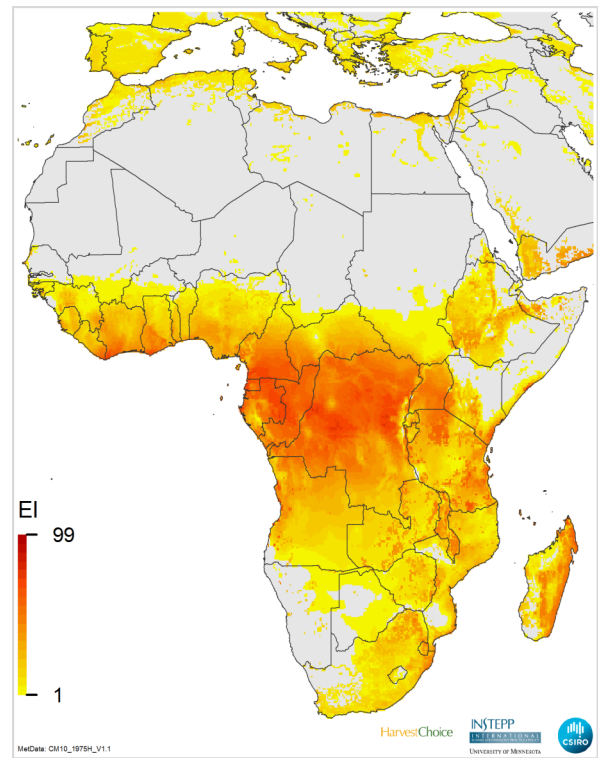 EI
99
1
HarvestChoice
INSTEPP
INTERNATIONAL
UNIVERSITY OF MINNESOTA
CSIRO
MetData: CM10_1975H_V1.1